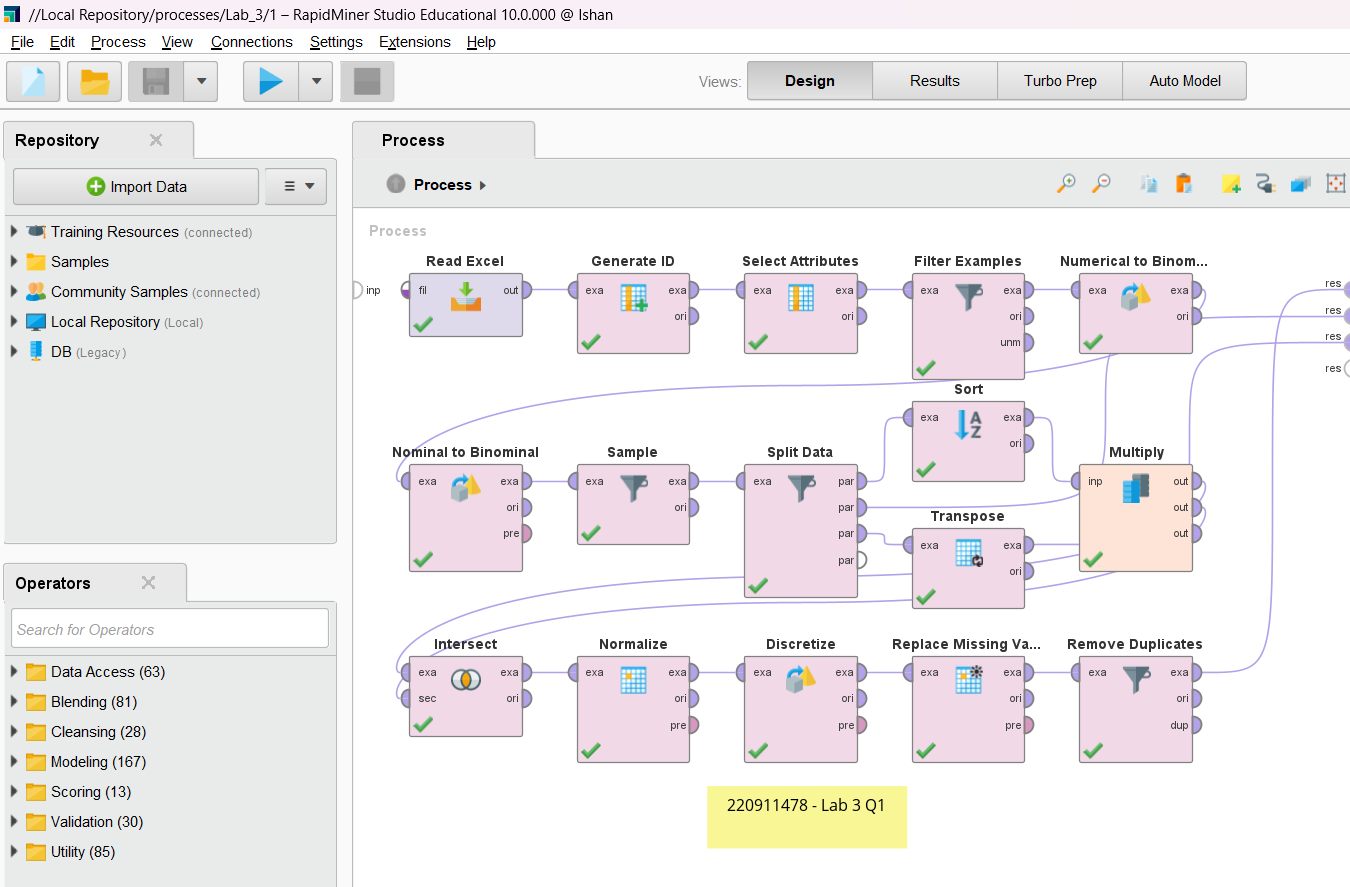 //Local Repository/processes/Lab_3/1 – RapidMiner Studio Educational 10.0.000 @ Ishan
File Edit Process View Connections Settings Extensions Help
Views: Design Results Turbo Prep Auto Model
Repository
Import Data
Training Resources (connected)
Samples
Community Samples (connected)
Local Repository (Local)
DB (Legacy)
Operators
Search for Operators
Data Access (63)
Blending (81)
Cleansing (28)
Modeling (167)
Scoring (13)
Validation (30)
Utility (85)
Process
Process
Process
Read Excel Generate ID Select Attributes Filter Examples Numerical to Binom...
inp fil out exa exa exa exa exa exa exa exa res
ori ori ori ori res
unm res
res
Sort
exa exa
ori
Nominal to Binominal Sample Split Data Multiply
exa exa exa exa exa par inp out
ori ori par out
pre par out
par
Transpose
exa exa
ori
Intersect Normalize Discretize Replace Missing Va... Remove Duplicates
exa exa exa exa exa exa exa exa exa exa
sec ori ori ori ori ori
pre pre pre dup
220911478 - Lab 3 Q1